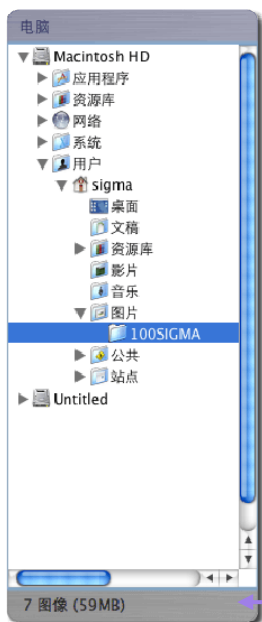 电脑
Macintosh HD
应用程序
资源库
网络
系统
用户
sigma
桌面
文稿
资源库
影片
音乐
图片
100SIGMA
公共
站点
Untitled
7 图像 (59MB)